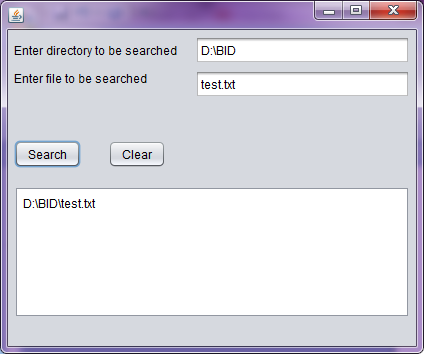 Enter directory to be searched D:\BID
Enter file to be searched test.txt
Search Clear
D:\BID\test.txt